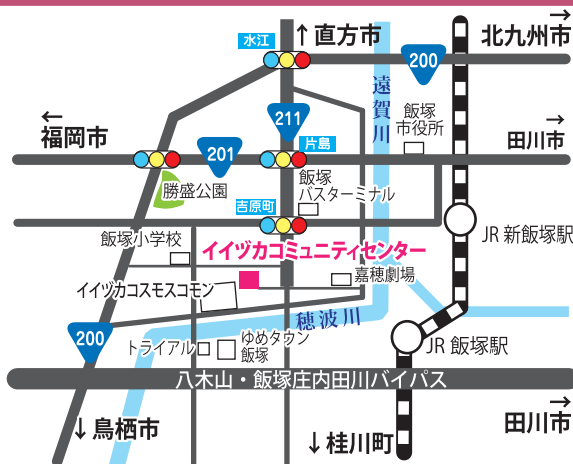 水江
↑直方市
→
北九州市
200
遠賀川
飯塚
市役所
←
福岡市
211
201
片島
→
田川市
勝盛公園
飯塚
バスターミナル
吉原町
飯塚小学校
イイヅカコミュニティセンター
JR 新飯塚駅
嘉穂劇場
イイヅカコスモスコモン
穂波川
200
トライアル
ゆめタウン
飯塚
JR 飯塚駅
八木山・飯塚庄内田川バイパス
→
田川市
↓鳥栖市
↓桂川町